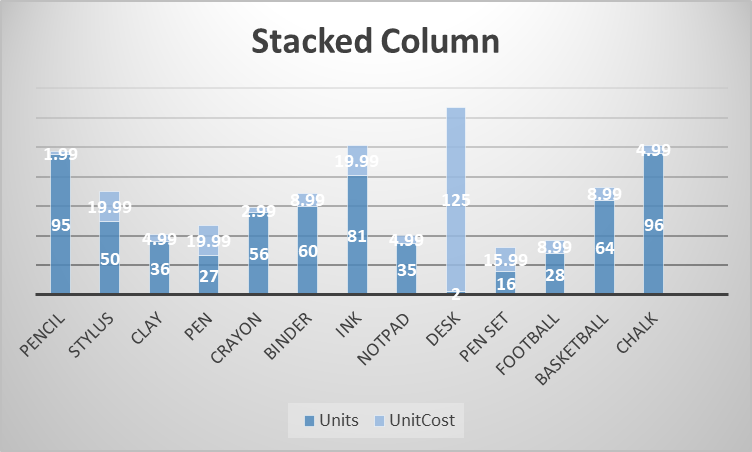 Stacked Column
1.99 19.99 4.99 19.99 2.99 8.99 19.99 4.99 125 15.99 8.99 8.99 4.99
95 50 36 27 56 60 81 35 2 16 28 64 96
PENCIL STYLUS CLAY PEN CRAYON BINDER INK NOTPAD DESK PEN SET FOOTBALL BASKETBALL CHALK
Units UnitCost